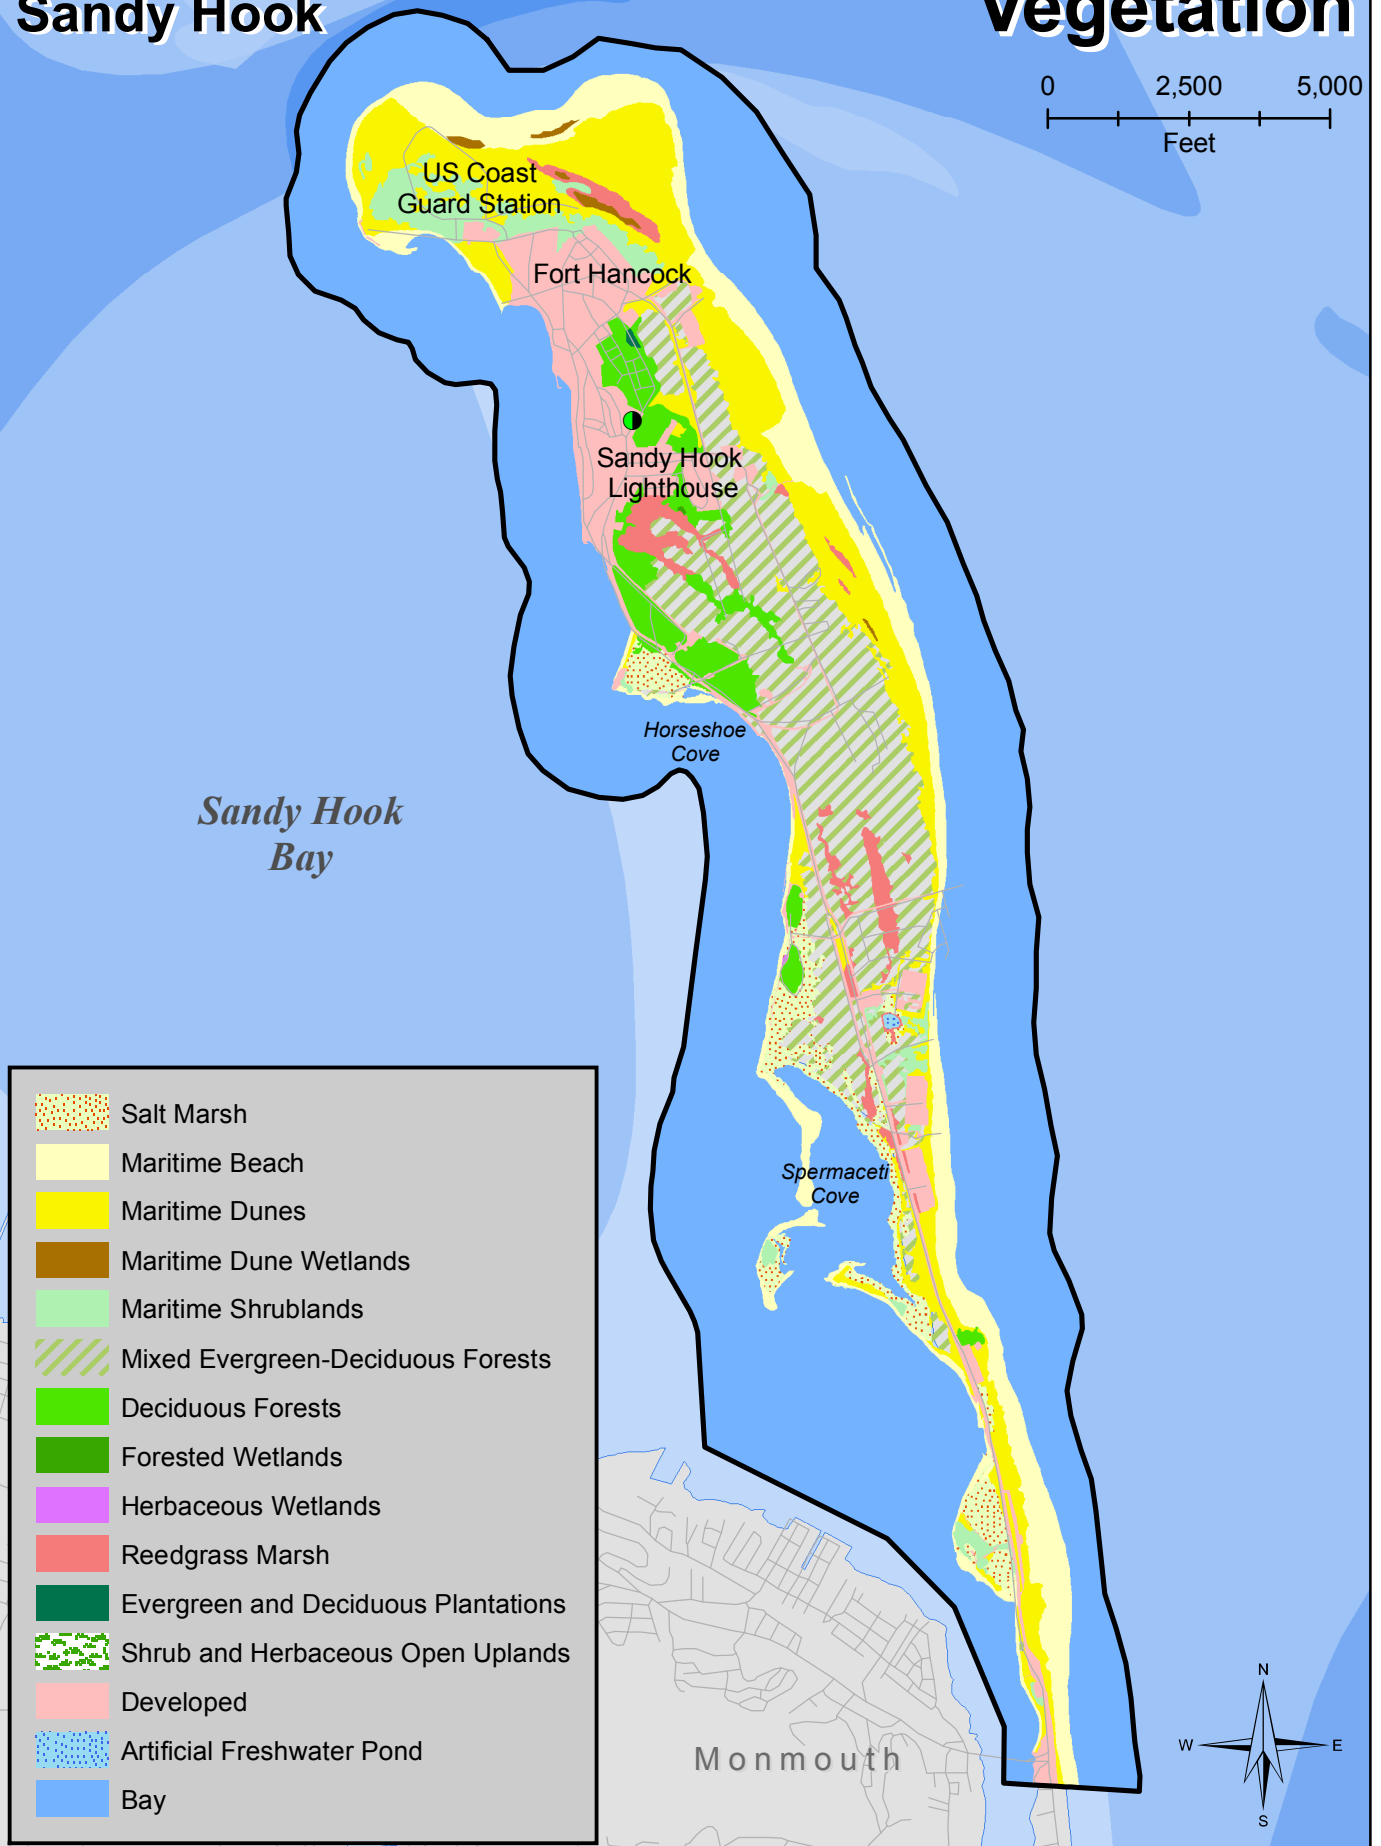 Sandy Hook
Vegetation
0 2,500 5,000
Feet
US Coast
Guard Station
Fort Hancock
Sandy Hook
Lighthouse
Horseshoe
Cove
Sandy Hook
Bay
Spermaceti
Cove
Salt Marsh
Maritime Beach
Maritime Dunes
Maritime Dune Wetlands
Maritime Shrublands
Mixed Evergreen-Deciduous Forests
Deciduous Forests
Forested Wetlands
Herbaceous Wetlands
Reedgrass Marsh
Evergreen and Deciduous Plantations
Shrub and Herbaceous Open Uplands
Developed
Artificial Freshwater Pond
Bay
Monmouth
N
W E
S